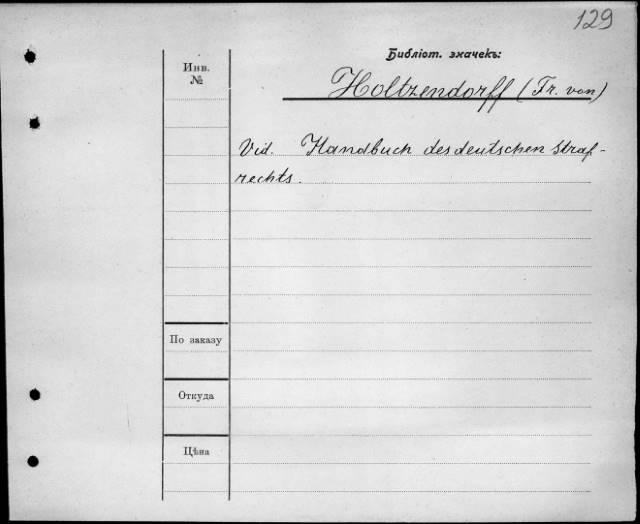 129
Библіот. значекъ:
Инв.
№
Holtzendorff (Fr. von)
Vid. Handbuch des deutschen Straf-
rechts.
По заказу
Откуда
Цѣна